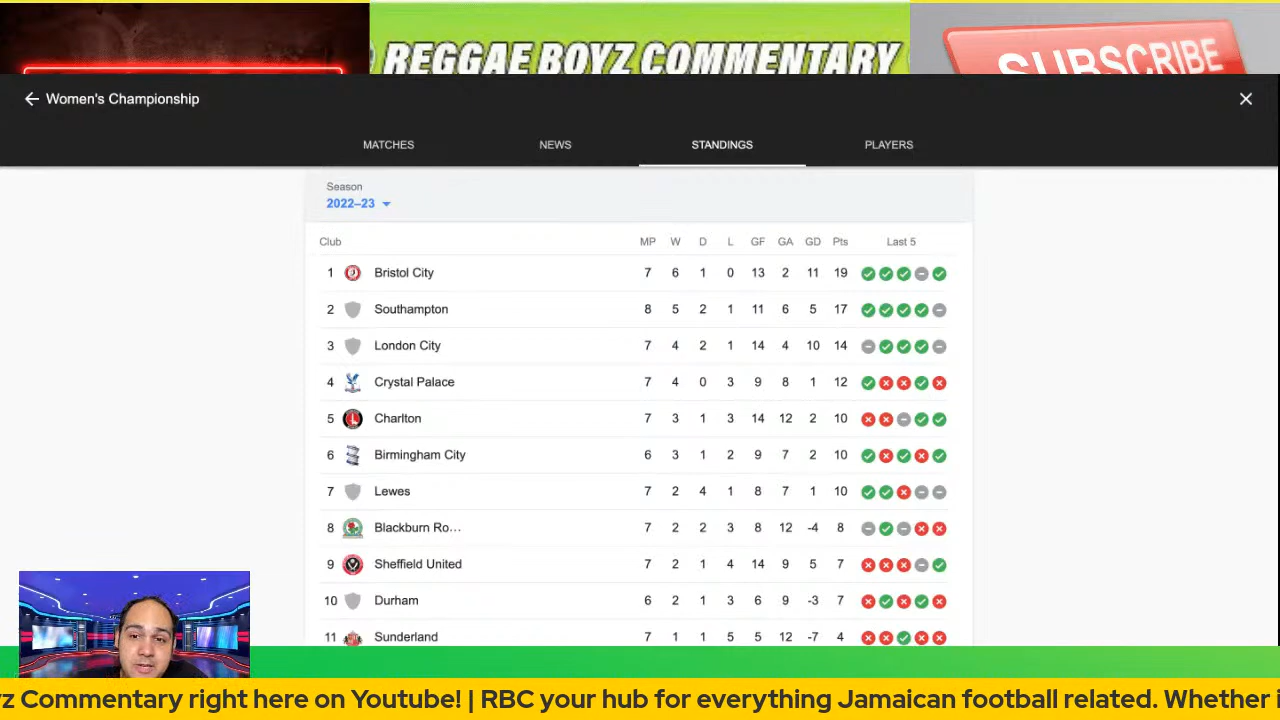 REGGAE BOYZ COMMENTARY
SUBSCRIBE
Women's Championship
MATCHES NEWS STANDINGS PLAYERS
Season
2022–23
Club MP W D L GF GA GD Pts Last 5
1 Bristol City 7 6 1 0 13 2 11 19
2 Southampton 8 5 2 1 11 6 5 17
3 London City 7 4 2 1 14 4 10 14
4 Crystal Palace 7 4 0 3 9 8 1 12
5 Charlton 7 3 1 3 14 12 2 10
6 Birmingham City 6 3 1 2 9 7 2 10
7 Lewes 7 2 4 1 8 7 1 10
8 Blackburn Ro... 7 2 2 3 8 12 -4 8
9 Sheffield United 7 2 1 4 14 9 5 7
10 Durham 6 2 1 3 6 9 -3 7
11 Sunderland 7 1 1 5 5 12 -7 4
yz Commentary right here on Youtube! | RBC your hub for everything Jamaican football related. Whether i